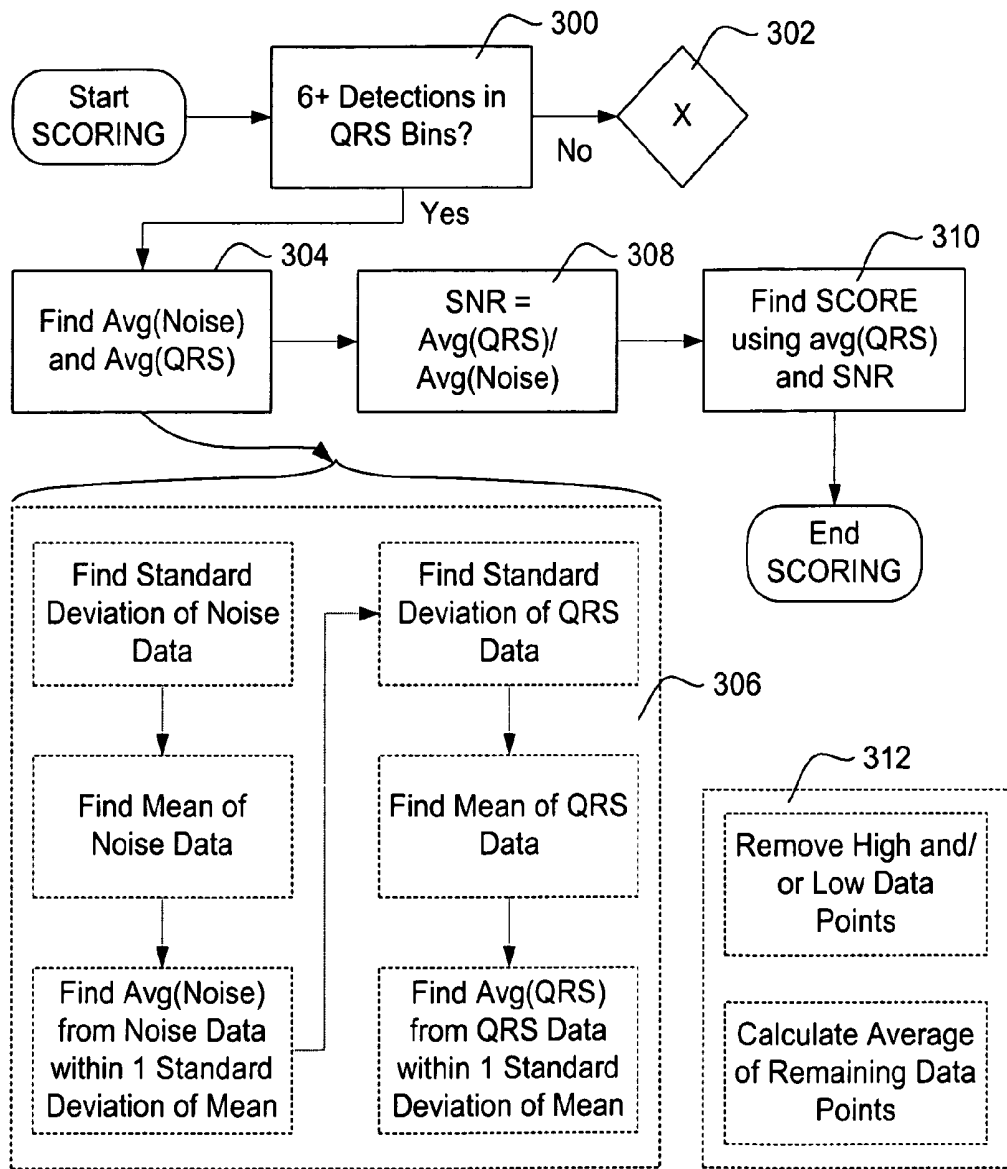 300
302
Start
SCORING
6+ Detections in
QRS Bins?
X
No
Yes
304
308
310
Find Avg(Noise)
and Avg(QRS)
SNR =
Avg(QRS)/
Avg(Noise)
Find SCORE
using avg(QRS)
and SNR
End
SCORING
Find Standard
Deviation of Noise
Data
Find Mean of
Noise Data
Find Avg(Noise)
from Noise Data
within 1 Standard
Deviation of Mean
Find Standard
Deviation of QRS
Data
Find Mean of QRS
Data
Find Avg(QRS)
from QRS Data
within 1 Standard
Deviation of Mean
306
312
Remove High and/
or Low Data
Points
Calculate Average
of Remaining Data
Points